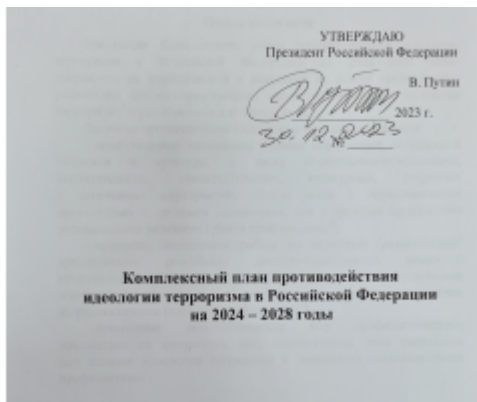 УТВЕРЖДАЮ
Президент Российской Федерации
В. Путин
2023 г.
30.12.2023
№
Комплексный план противодействия
идеологии терроризма в Российской Федерации
на 2024 – 2028 годы